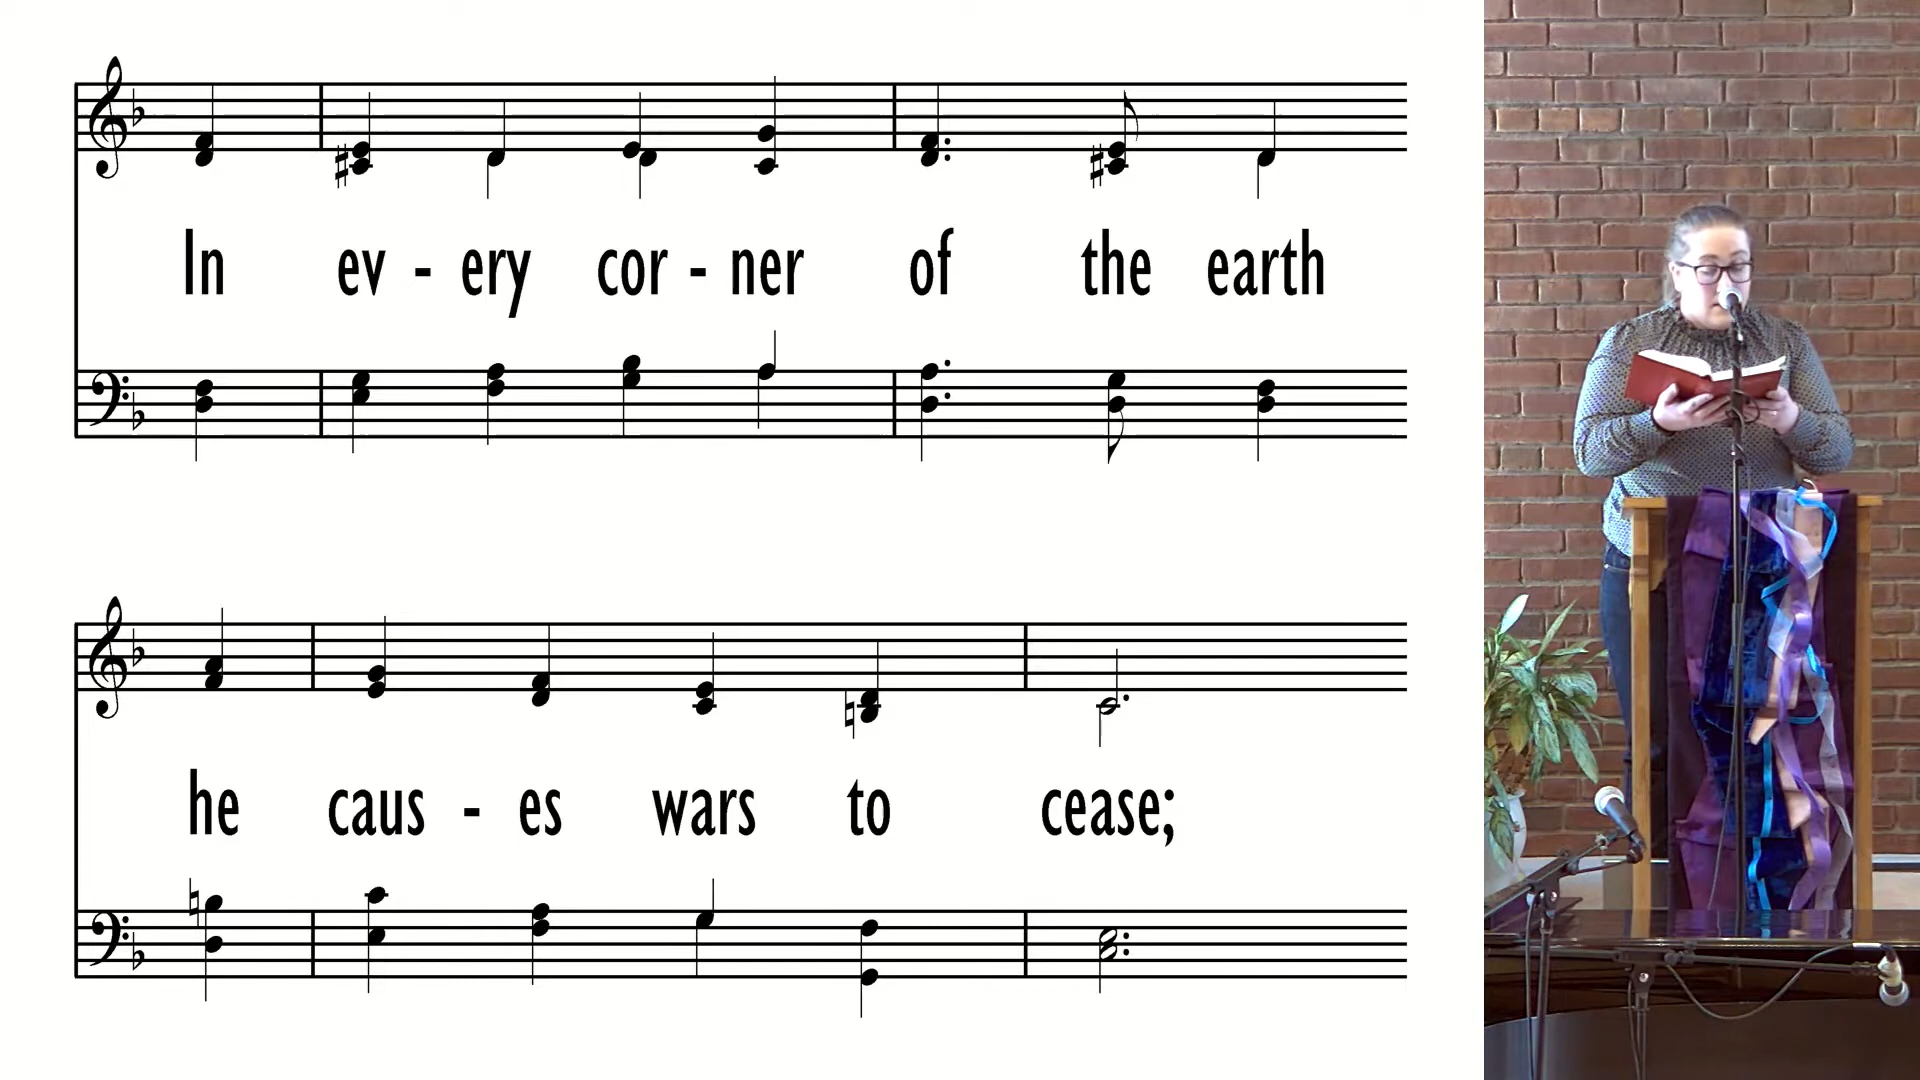 In ev - ery cor - ner of the earth
he caus - es wars to cease;